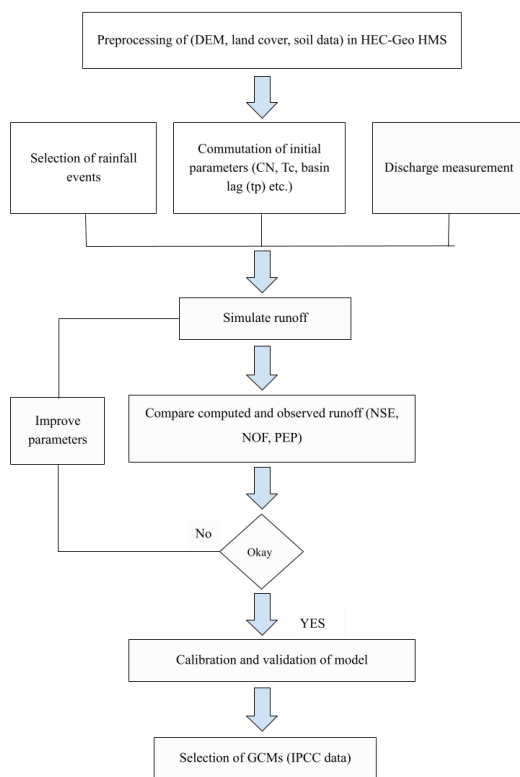 Preprocessing of (DEM, land cover, soil data) in HEC-Geo HMS
Selection of rainfall
events
Commutation of initial
parameters (CN, Tc, basin
lag (tp) etc.)
Discharge measurement
Simulate runoff
Improve
parameters
Compare computed and observed runoff (NSE,
NOF, PEP)
No
Okay
YES
Calibration and validation of model
Selection of GCMs (IPCC data)